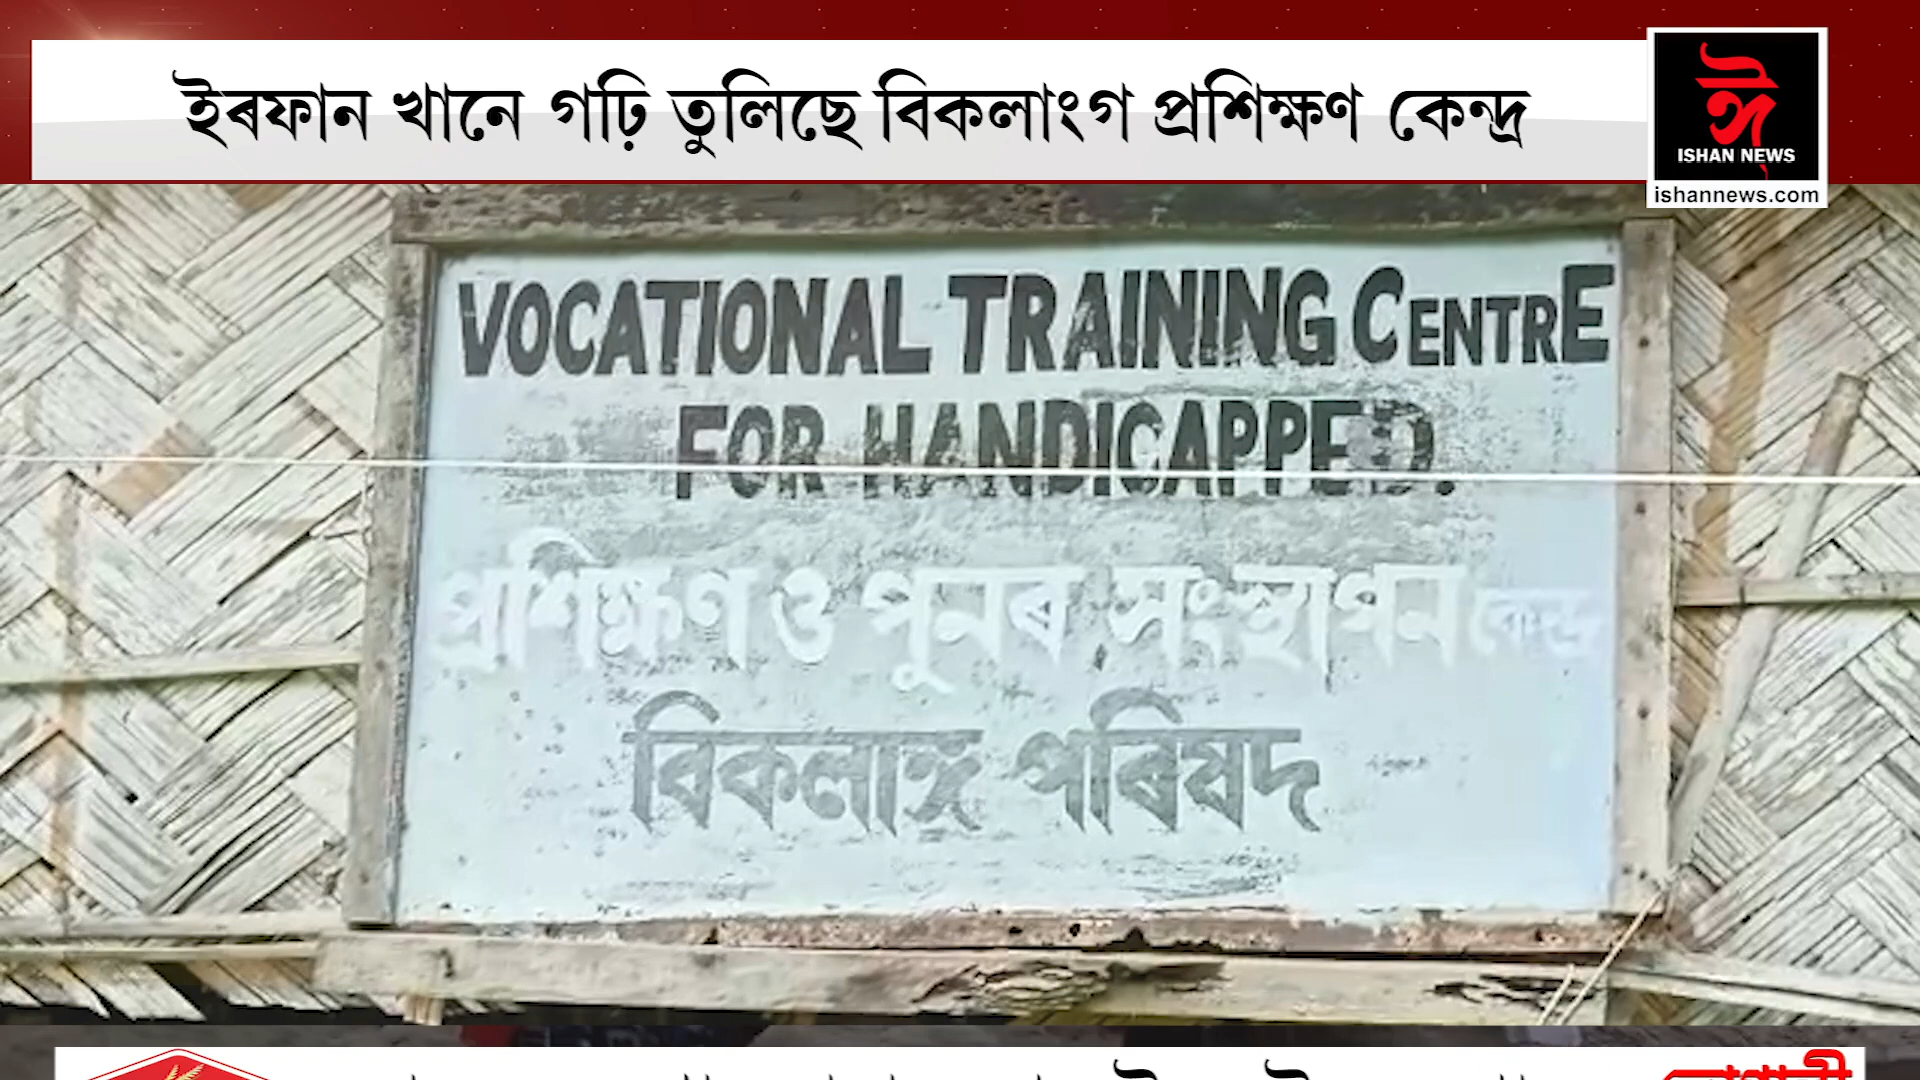 ইৰফান খানে গঢ়ি তুলিছে বিকলাংগ প্ৰশিক্ষণ কেন্দ্ৰ
ঈ
ISHAN NEWS
ishannews.com
VOCATIONAL TRAINING CENTRE
FOR HANDICAPPED.
প্ৰশিক্ষণ ও পুনৰ সংস্থাপন কেন্দ্ৰ
বিকলাঙ্গ পৰিষদ